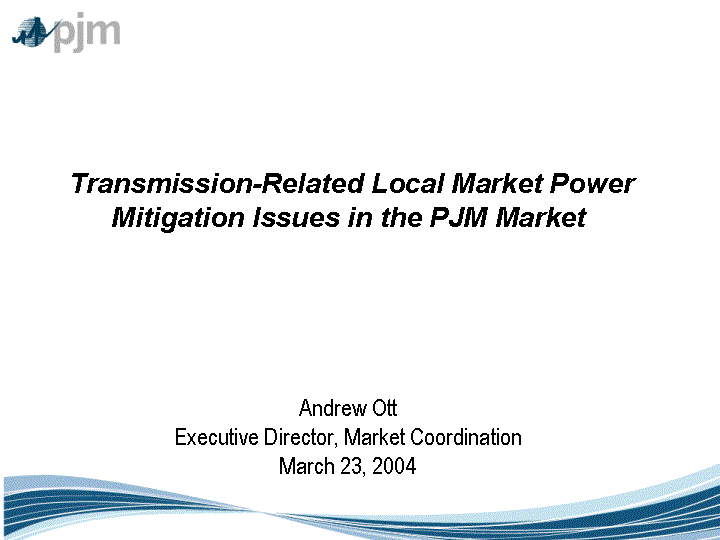 pjm
Transmission-Related Local Market Power
Mitigation Issues in the PJM Market
Andrew Ott
Executive Director, Market Coordination
March 23, 2004